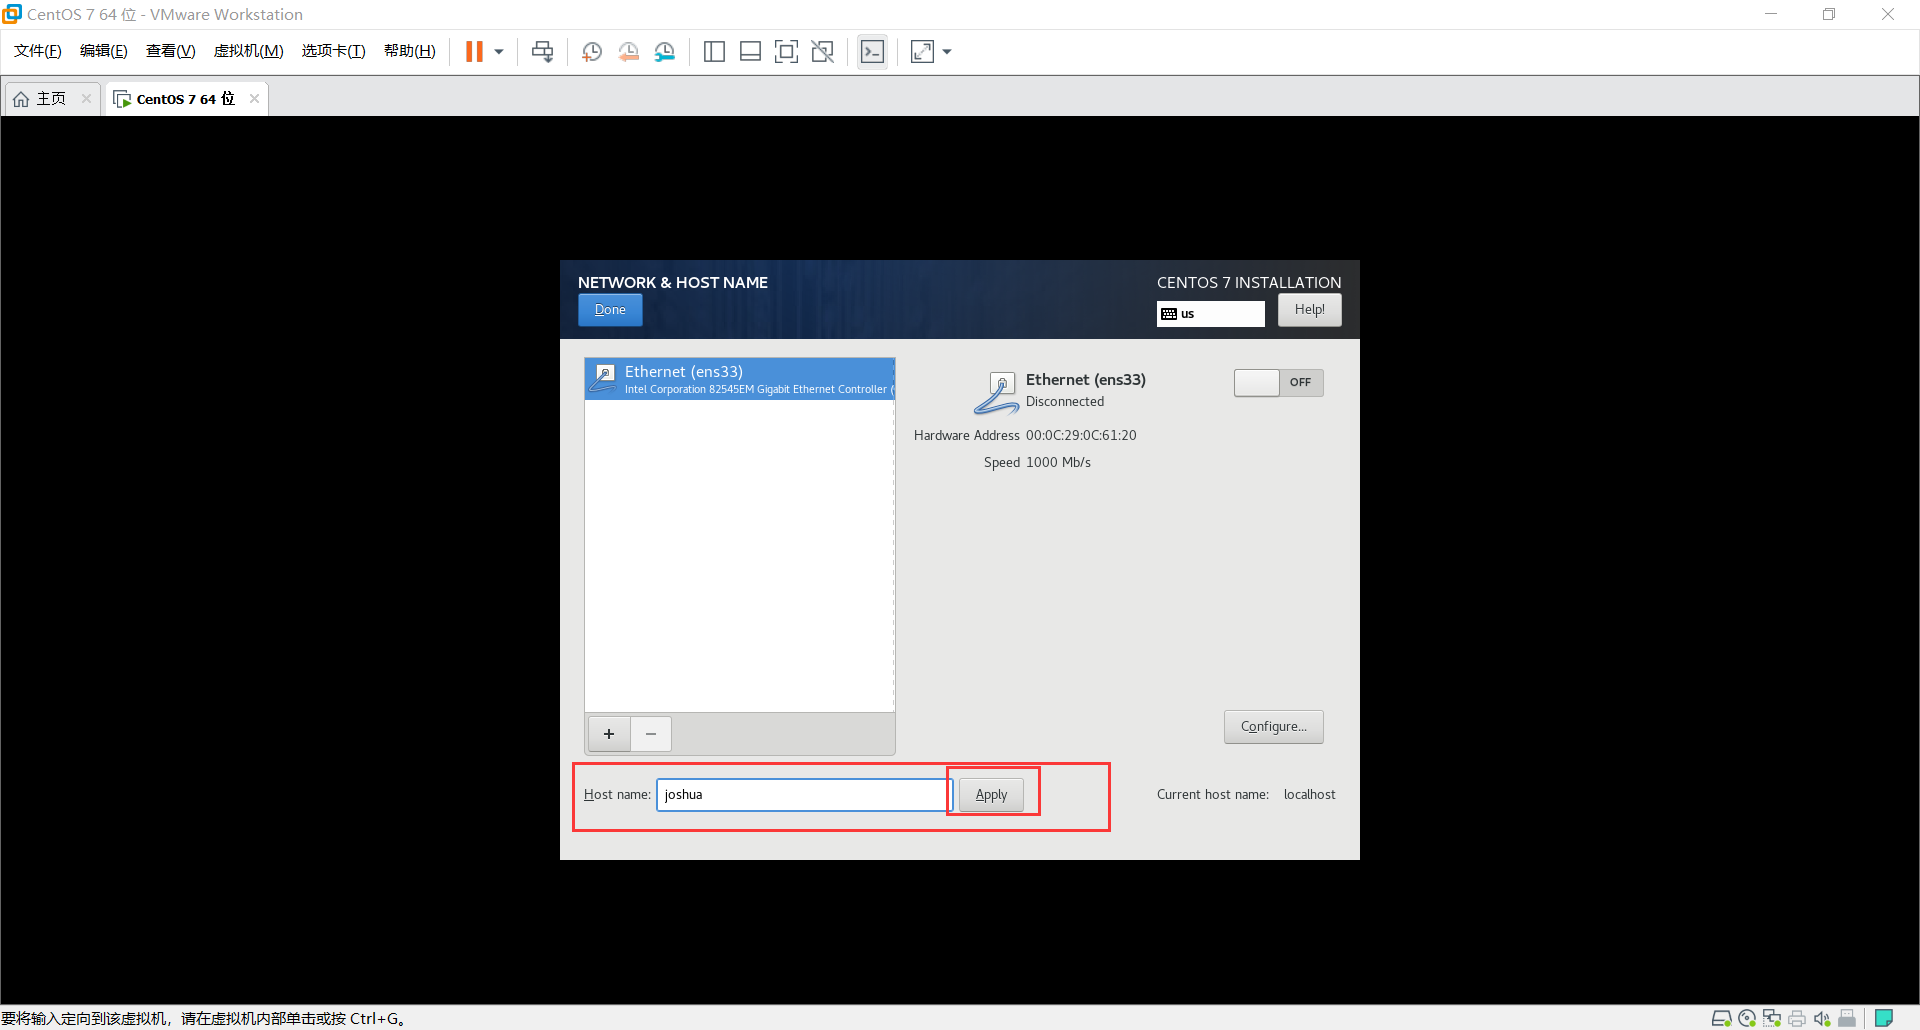 CentOS 7 64 位 - VMware Workstation
文件(F) 编辑(E) 查看(V) 虚拟机(M) 选项卡(T) 帮助(H)
主页 CentOS 7 64 位
NETWORK & HOST NAME
CENTOS 7 INSTALLATION
Done
us
Help!
Ethernet (ens33)
Intel Corporation 82545EM Gigabit Ethernet Controller (
Ethernet (ens33)
Disconnected
OFF
Hardware Address 00:0C:29:0C:61:20
Speed 1000 Mb/s
+ −
Configure...
Host name: joshua Apply
Current host name: localhost
要将输入定向到该虚拟机，请在虚拟机内部单击或按 Ctrl+G。